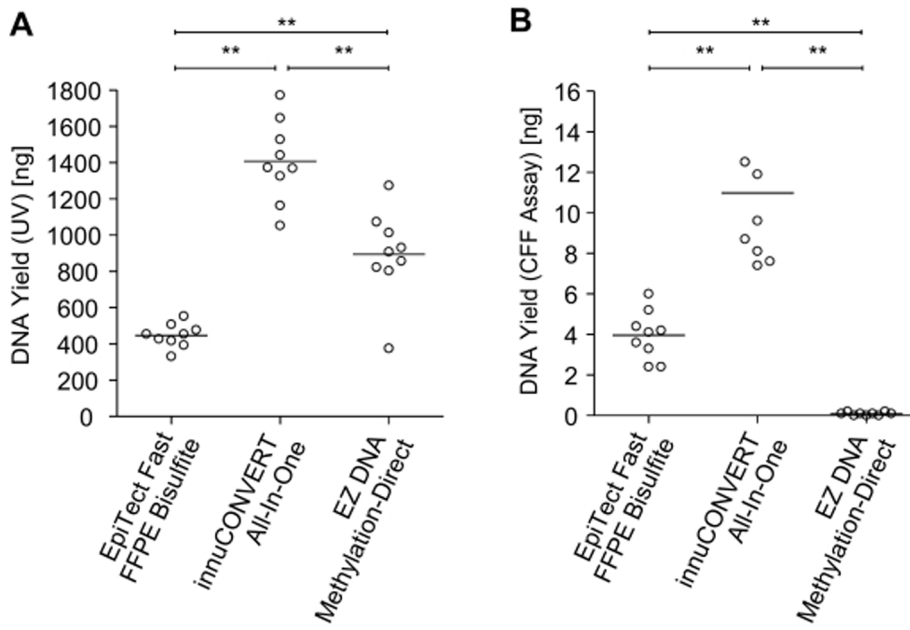 A
**
** **
DNA Yield (UV) [ng]
1800
1600
1400
1200
1000
800
600
400
200
0
EpiTect Fast
FFPE Bisulfite
innuCONVERT
All-In-One
EZ DNA
Methylation-Direct
B
**
** **
DNA Yield (CFF Assay) [ng]
16
14
12
10
8
6
4
2
0
EpiTect Fast
FFPE Bisulfite
innuCONVERT
All-In-One
EZ DNA
Methylation-Direct